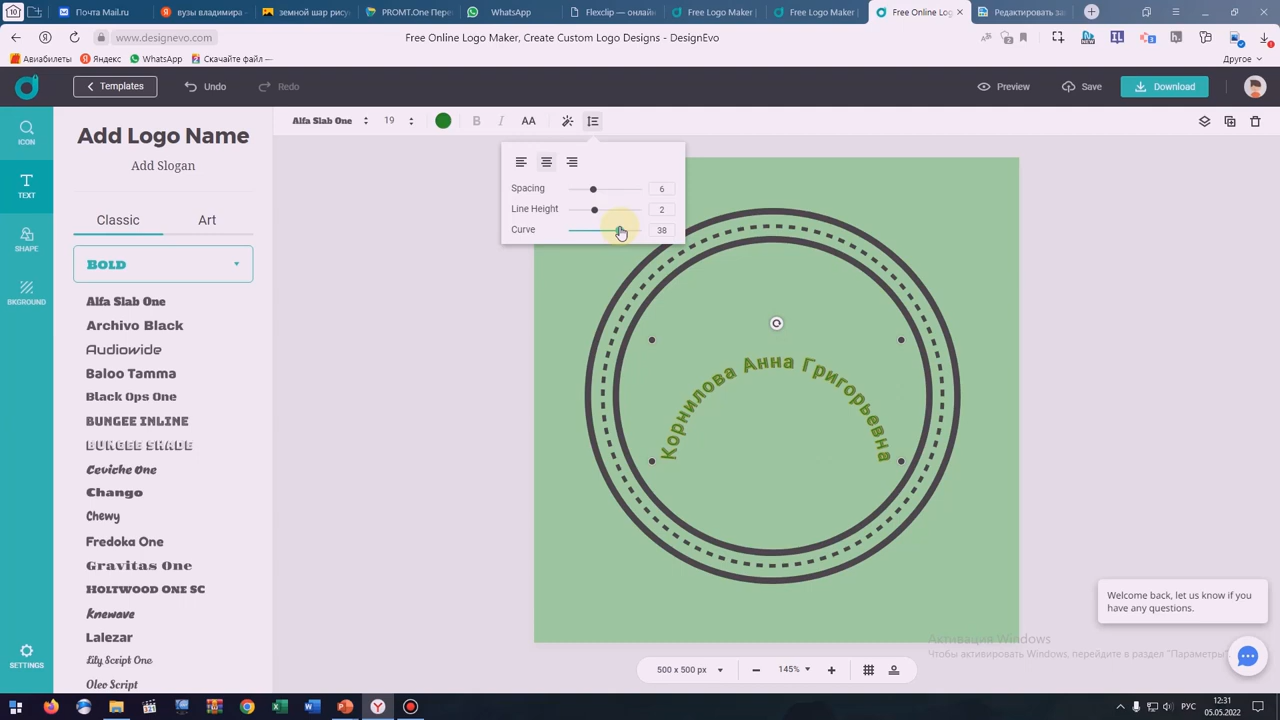 Почта Mail.ru
вузы владимира -
земной шар рису
PROMT.One Пере
WhatsApp
Flexclip — онлайн
Free Logo Maker
Free Logo Maker
Free Online Lo
Редактировать за
www.designevo.com
Free Online Logo Maker, Create Custom Logo Designs - DesignEvo
Авиабилеты
Яндекс
WhatsApp
Скачайте файл —
Другое
Templates
Undo
Redo
Preview
Save
Download
ICON
TEXT
SHAPE
BKGROUND
SETTINGS
Add Logo Name
Add Slogan
Classic
Art
BOLD
Alfa Slab One
Archivo Black
Audiowide
Baloo Tamma
Black Ops One
BUNGEE INLINE
BUNGEE SHADE
Ceviche One
Chango
Chewy
Fredoka One
Gravitas One
HOLTWOOD ONE SC
Knewave
Lalezar
Lily Script One
Oleo Script
Alfa Slab One
19
B
I
AA
Spacing
6
Line Height
2
Curve
38
Корнилова Анна Григорьевна
Welcome back, let us know if you
have any questions.
Активация Windows
Чтобы активировать Windows, перейдите в раздел "Параметры".
500 x 500 px
145%
РУС
12:31
05.05.2022